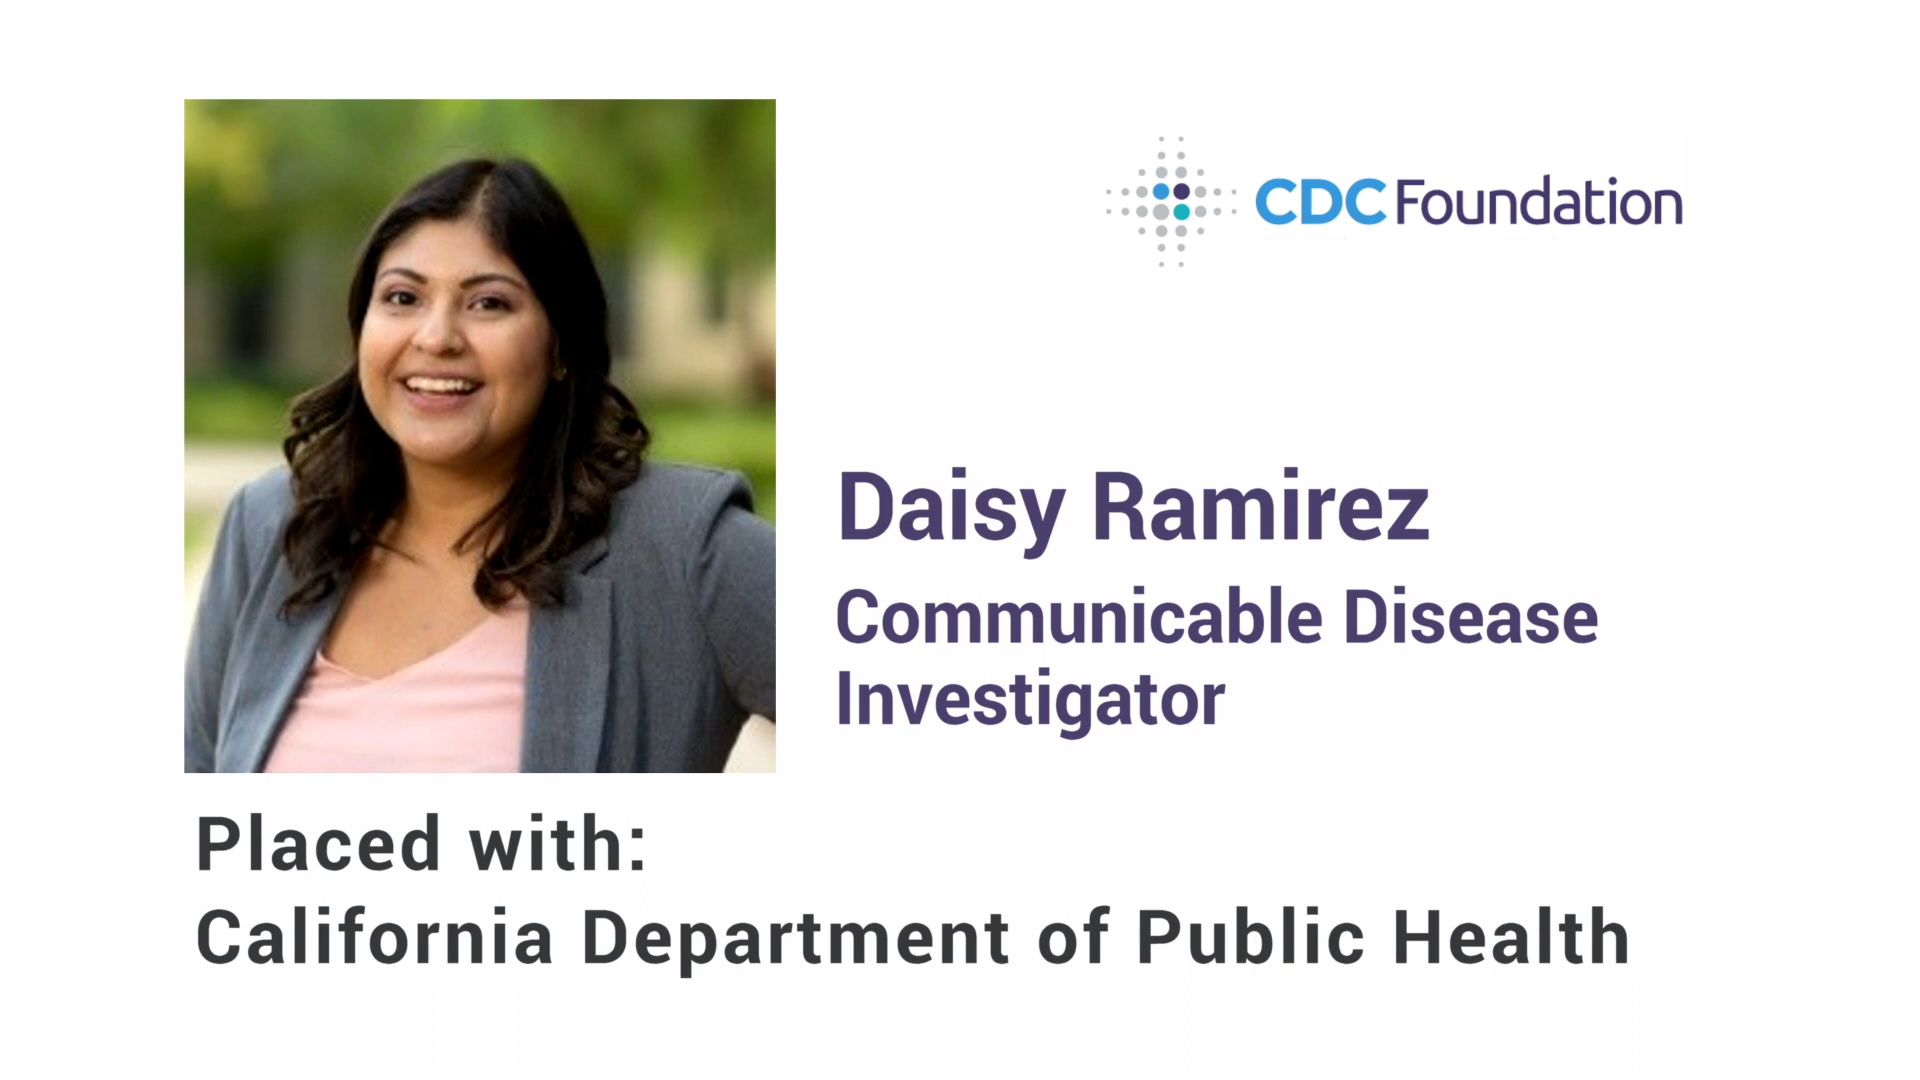 CDC Foundation
Daisy Ramirez
Communicable Disease
Investigator
Placed with:
California Department of Public Health